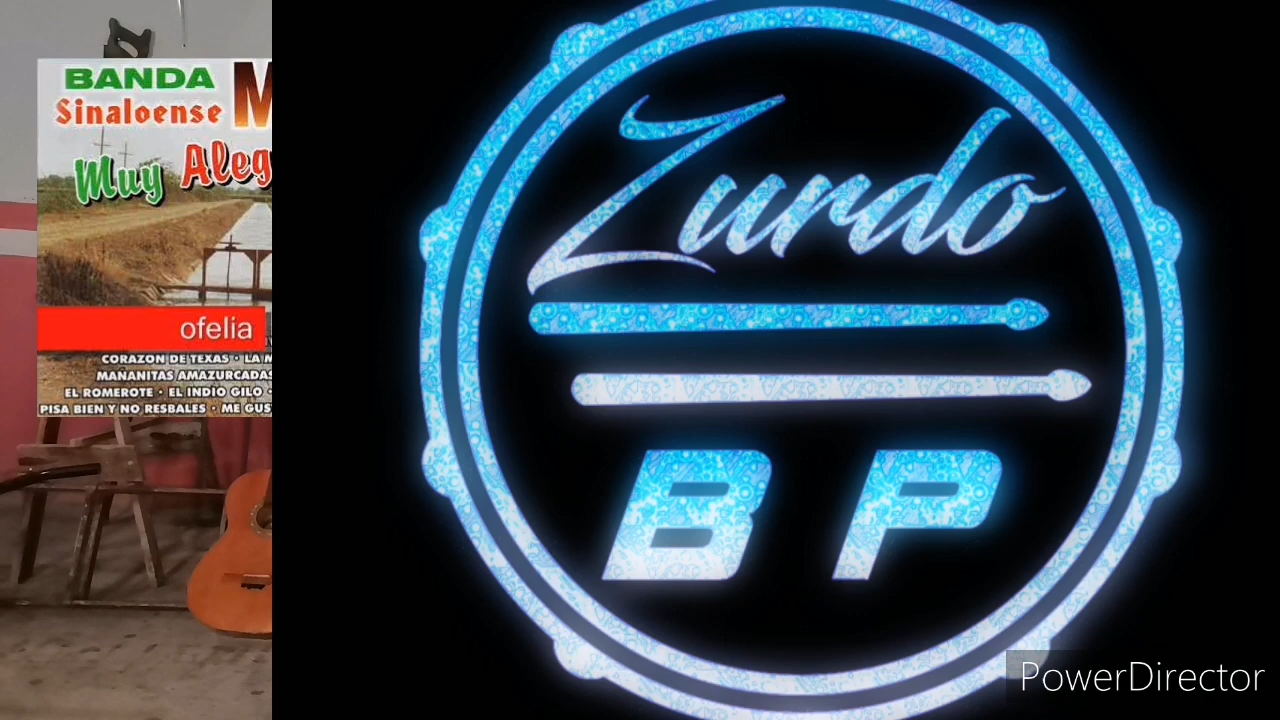 BANDA
Sinaloense M
Muy Aleg
ofelia
CORAZON DE TEXAS • LA M
MAÑANITAS AMAZURCADAS
EL ROMEROTE • EL INDIO GILO •
PISA BIEN Y NO RESBALES • ME GUS
Zurdo
BP
PowerDirector